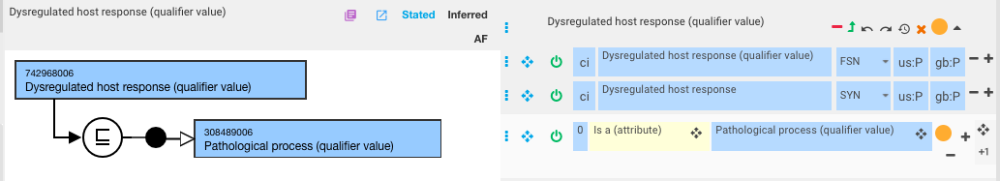 Dysregulated host response (qualifier value)
Stated
Inferred
AF
742968006
Dysregulated host response (qualifier value)
⊑
308489006
Pathological process (qualifier value)
Dysregulated host response (qualifier value)
ci Dysregulated host response (qualifier value) FSN us:P gb:P
ci Dysregulated host response SYN us:P gb:P
0 Is a (attribute) Pathological process (qualifier value)
+1